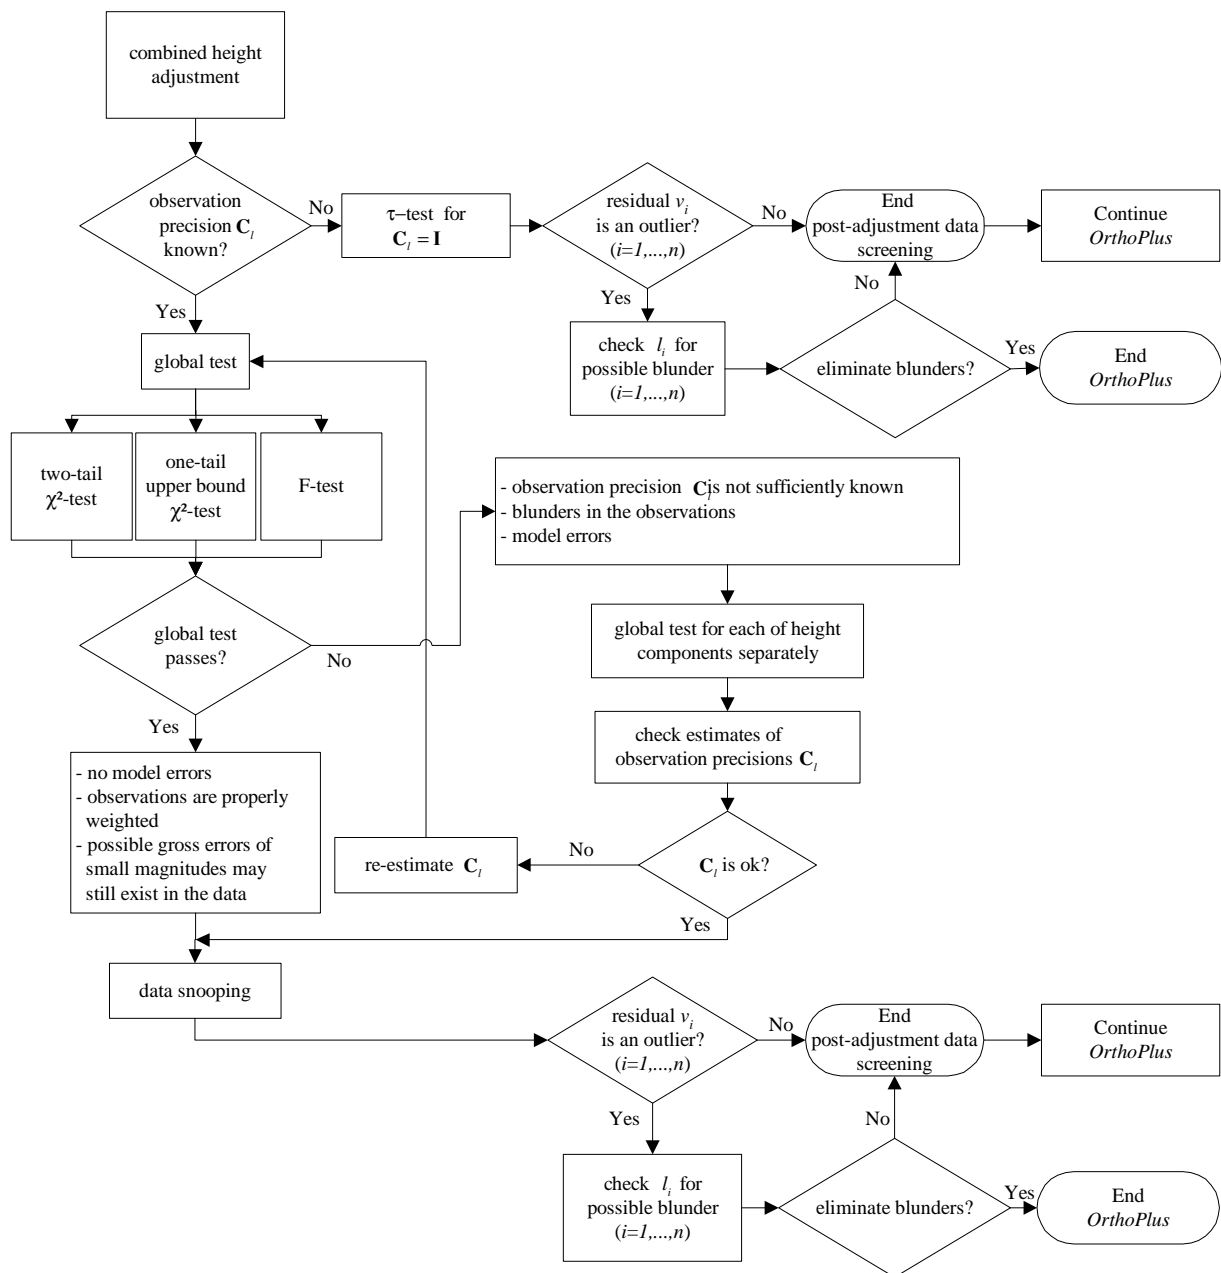 combined height
adjustment
observation
precision C_l
known?
No
τ–test for
C_l = I
residual v_i
is an outlier?
(i=1,...,n)
No
End
post-adjustment data
screening
Continue
OrthoPlus
Yes
Yes
No
global test
check l_i for
possible blunder
(i=1,...,n)
eliminate blunders?
Yes
End
OrthoPlus
two-tail
χ²-test
one-tail
upper bound
χ²-test
F-test
- observation precision C_l is not sufficiently known
- blunders in the observations
- model errors
global test
passes?
No
global test for each of height
components separately
Yes
check estimates of
observation precisions C_l
- no model errors
- observations are properly
weighted
- possible gross errors of
small magnitudes may
still exist in the data
re-estimate C_l
No
C_l is ok?
Yes
data snooping
residual v_i
is an outlier?
(i=1,...,n)
No
End
post-adjustment data
screening
Continue
OrthoPlus
Yes
No
check l_i for
possible blunder
(i=1,...,n)
eliminate blunders?
Yes
End
OrthoPlus